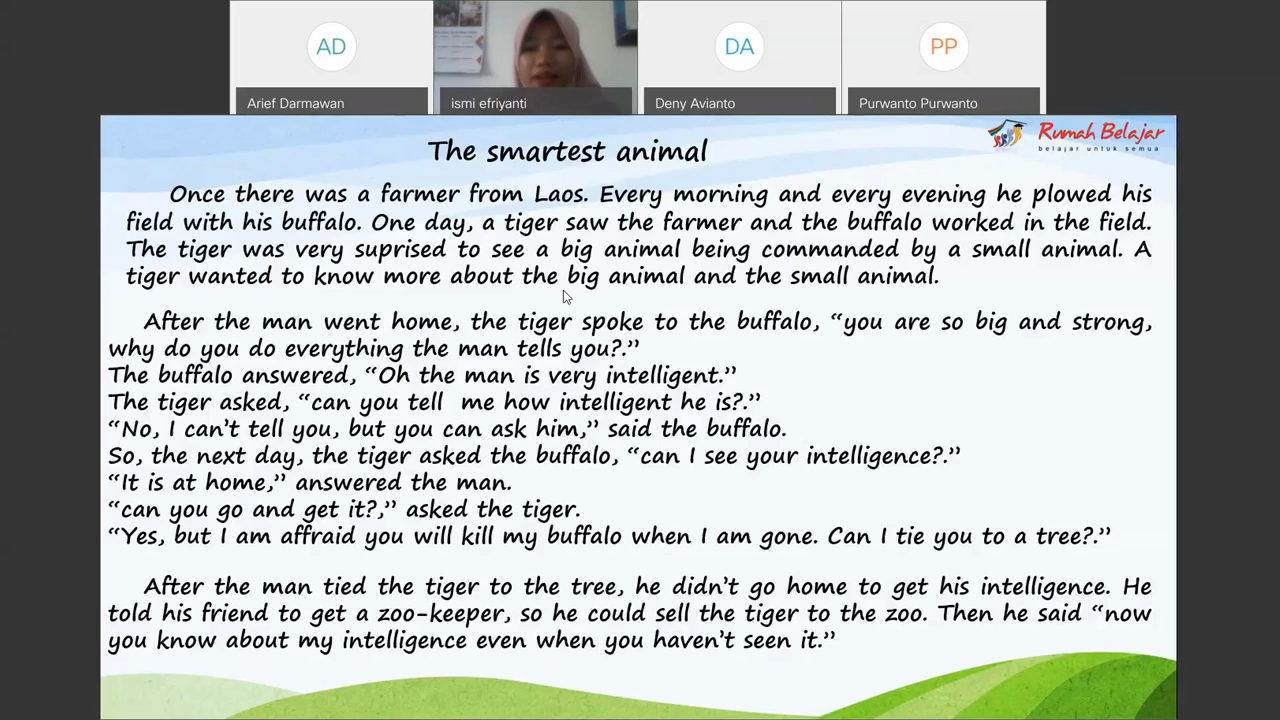 AD
DA
PP
Arief Darmawan
ismi efriyanti
Deny Avianto
Purwanto Purwanto
Rumah Belajar
belajar untuk semua
The smartest animal
Once there was a farmer from Laos. Every morning and every evening he plowed his
field with his buffalo. One day, a tiger saw the farmer and the buffalo worked in the field.
The tiger was very suprised to see a big animal being commanded by a small animal. A
tiger wanted to know more about the big animal and the small animal.
After the man went home, the tiger spoke to the buffalo, “you are so big and strong,
why do you do everything the man tells you?.”
The buffalo answered, “Oh the man is very intelligent.”
The tiger asked, “can you tell me how intelligent he is?.”
“No, I can’t tell you, but you can ask him,” said the buffalo.
So, the next day, the tiger asked the buffalo, “can I see your intelligence?.”
“It is at home,” answered the man.
“can you go and get it?,” asked the tiger.
“Yes, but I am affraid you will kill my buffalo when I am gone. Can I tie you to a tree?.”
After the man tied the tiger to the tree, he didn’t go home to get his intelligence. He
told his friend to get a zoo-keeper, so he could sell the tiger to the zoo. Then he said “now
you know about my intelligence even when you haven’t seen it.”